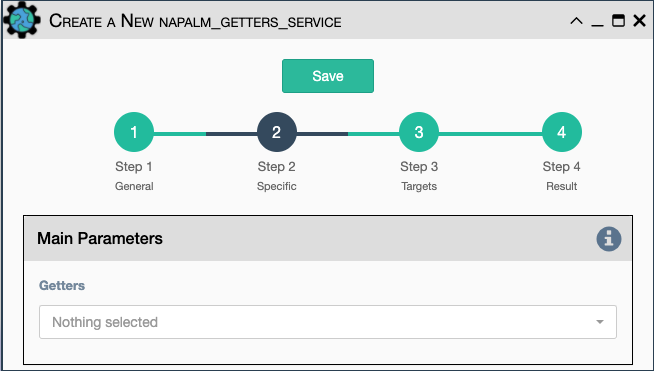 Create a New napalm_getters_service
Save
1 2 3 4
Step 1 Step 2 Step 3 Step 4
General Specific Targets Result
Main Parameters
Getters
Nothing selected